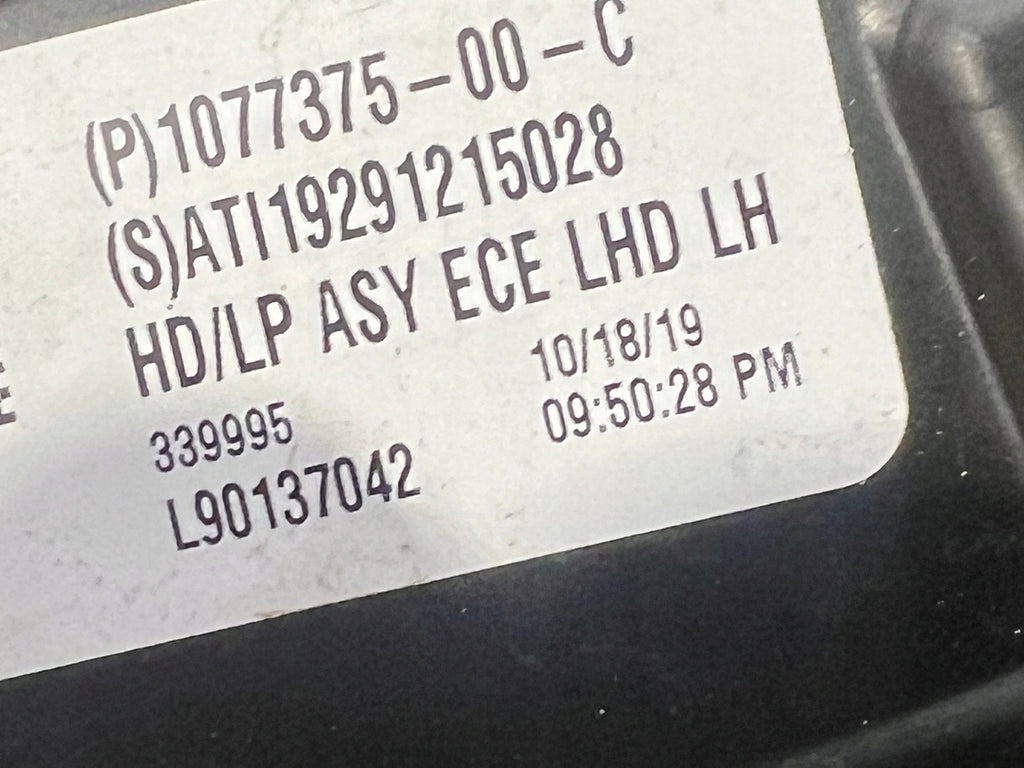 (P)1077375-00-C
(S)ATI19291215028
HD/LP ASY ECE LHD LH
339995
10/18/19
09:50:28 PM
L90137042
E